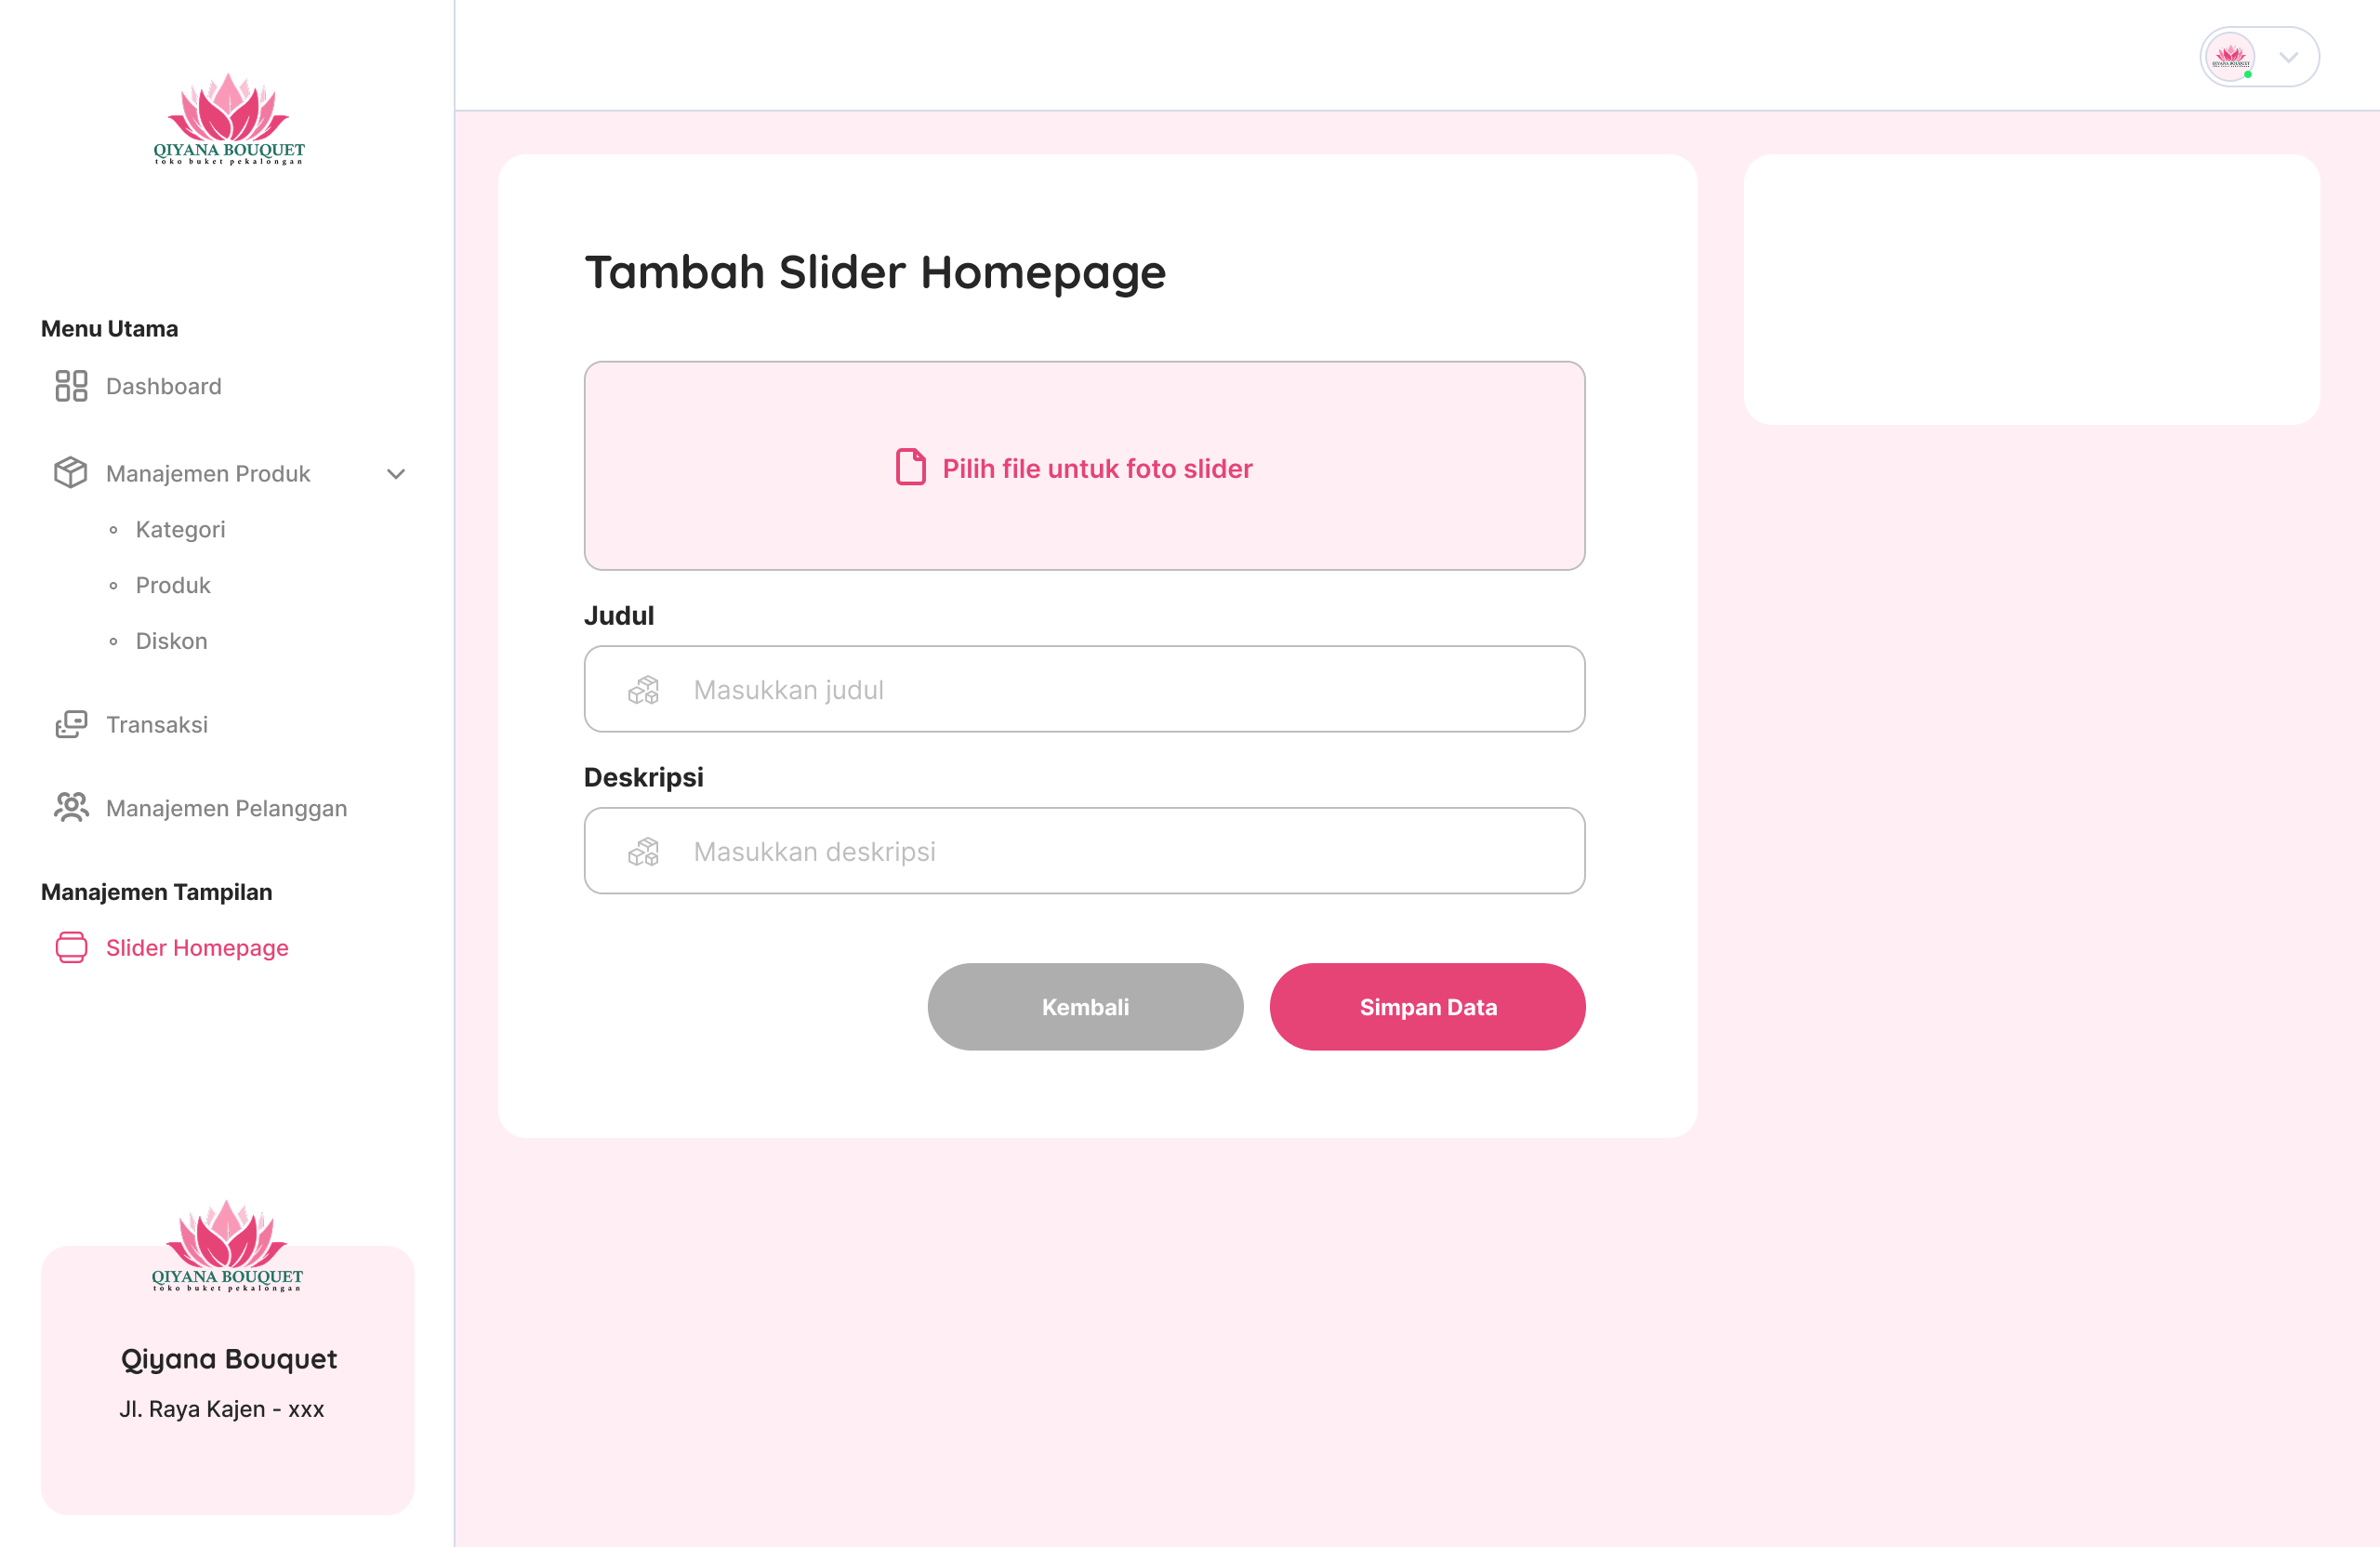 QIYANA BOUQUET
toko buket pekalongan
Menu Utama
Dashboard
Manajemen Produk
Kategori
Produk
Diskon
Transaksi
Manajemen Pelanggan
Manajemen Tampilan
Slider Homepage
QIYANA BOUQUET
toko buket pekalongan
Qiyana Bouquet
Jl. Raya Kajen - xxx
QIYANA BOUQUET
Tambah Slider Homepage
Pilih file untuk foto slider
Judul
Masukkan judul
Deskripsi
Masukkan deskripsi
Kembali
Simpan Data